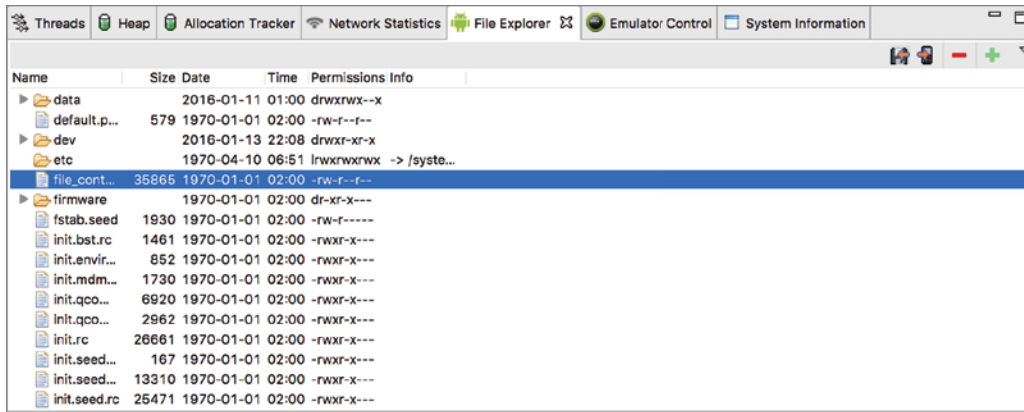 Threads Heap Allocation Tracker Network Statistics File Explorer Emulator Control System Information
Name Size Date Time Permissions Info
data 2016-01-11 01:00 drwxrwx--x
default.p... 579 1970-01-01 02:00 -rw-r--r--
dev 2016-01-13 22:08 drwxr-xr-x
etc 1970-04-10 06:51 lrwxrwxrwx -> /syste...
file_cont... 35865 1970-01-01 02:00 -rw-r--r--
firmware 1970-01-01 02:00 dr-xr-x---
fstab.seed 1930 1970-01-01 02:00 -rw-r-----
init.bst.rc 1461 1970-01-01 02:00 -rwxr-x---
init.envir... 852 1970-01-01 02:00 -rwxr-x---
init.mdm... 1730 1970-01-01 02:00 -rwxr-x---
init.qco... 6920 1970-01-01 02:00 -rwxr-x---
init.qco... 2962 1970-01-01 02:00 -rwxr-x---
init.rc 26661 1970-01-01 02:00 -rwxr-x---
init.seed... 167 1970-01-01 02:00 -rwxr-x---
init.seed... 13310 1970-01-01 02:00 -rwxr-x---
init.seed.rc 25471 1970-01-01 02:00 -rwxr-x---